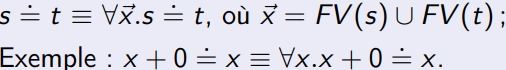 s ≐ t ≡ ∀x⃗.s ≐ t, où x⃗ = FV(s) ∪ FV(t) ;
Exemple : x + 0 ≐ x ≡ ∀x.x + 0 ≐ x.